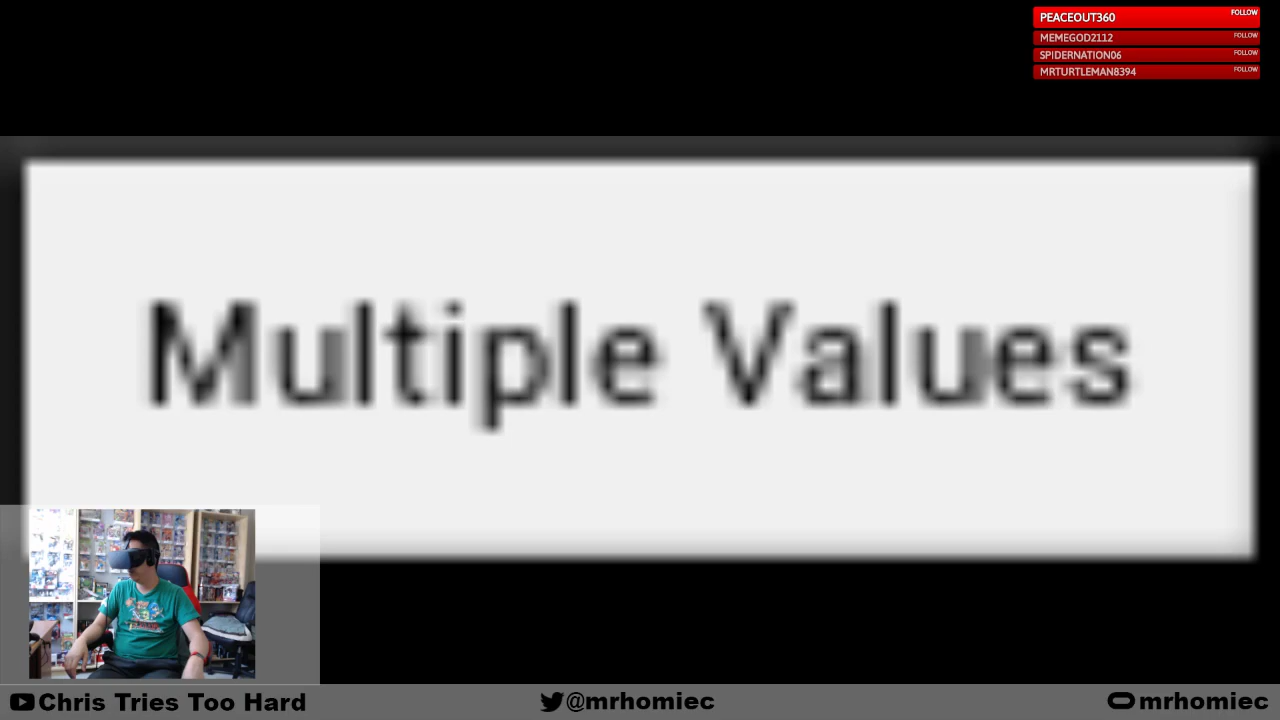 PEACEOUT360 FOLLOW
MEMEGOD2112 FOLLOW
SPIDERNATION06 FOLLOW
MRTURTLEMAN8394 FOLLOW
Multiple Values
Chris Tries Too Hard @mrhomiec mrhomiec